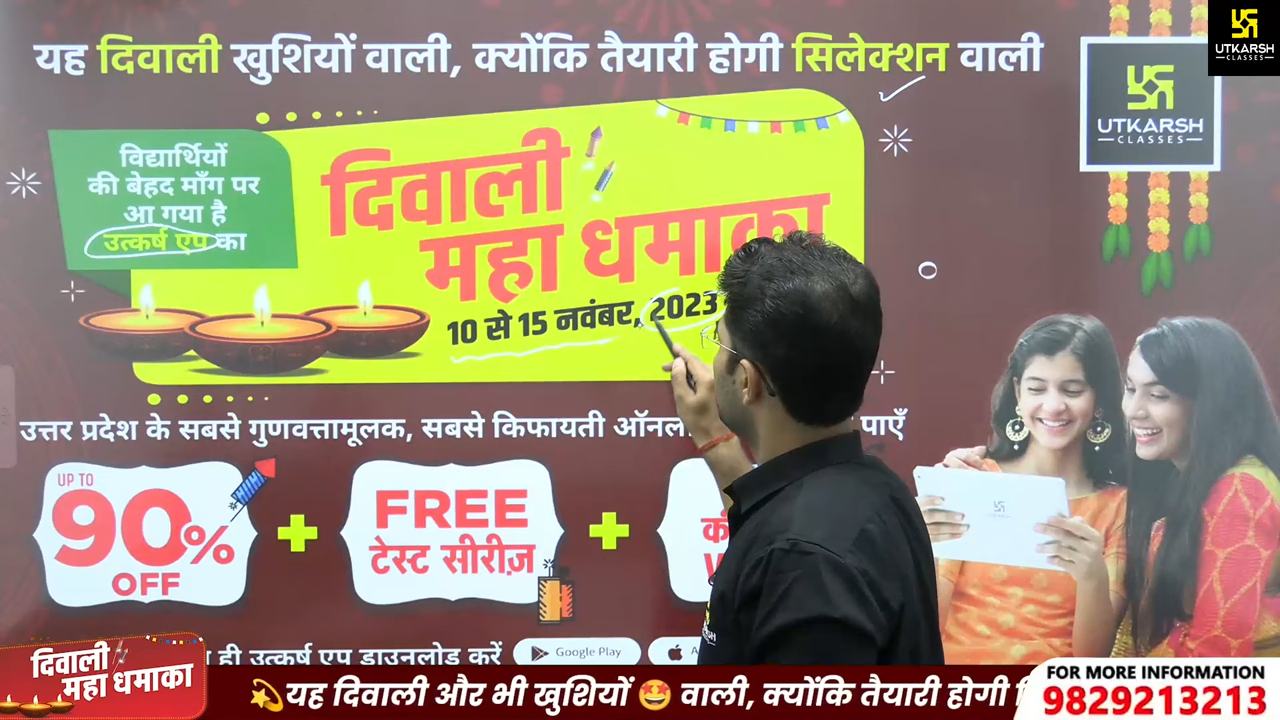 यह दिवाली खुशियों वाली, क्योंकि तैयारी होगी सिलेक्शन वाली
UTKARSH
CLASSES
UTKARSH
CLASSES
विद्यार्थियों
की बेहद माँग पर
आ गया है
उत्कर्ष एप का
दिवाली
महा धमाका
10 से 15 नवंबर, 2023
उत्तर प्रदेश के सबसे गुणवत्तामूलक, सबसे किफायती पाएँ
UP TO
90%
OFF
+
FREE
टेस्ट सीरीज़
+
ही उत्कर्ष एप डाउनलोड करें
Google Play
दिवाली
महा धमाका
यह दिवाली और भी खुशियों 🤩 वाली, क्योंकि तैयारी होगी
FOR MORE INFORMATION
9829213213